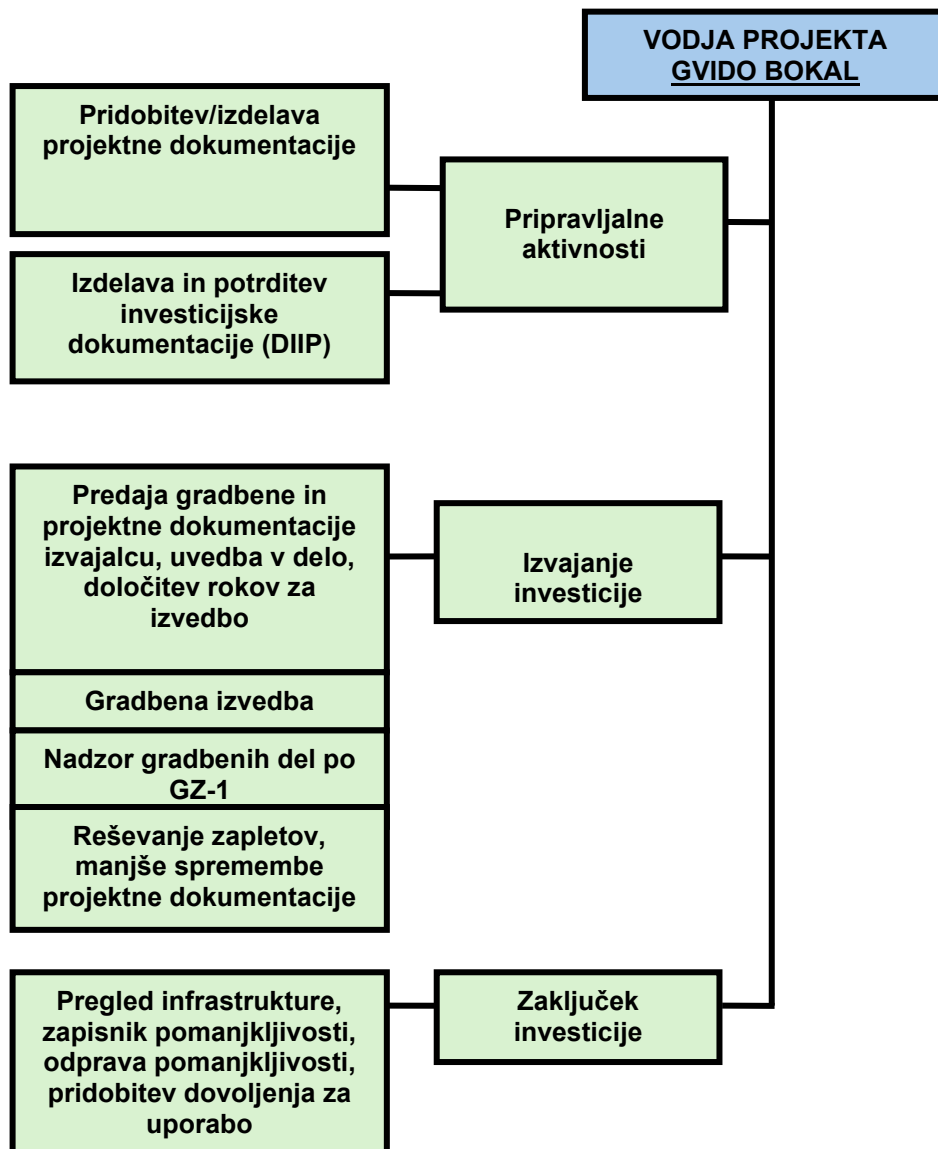 VODJA PROJEKTA
GVIDO BOKAL
Pridobitev/izdelava
projektne dokumentacije
Pripravljalne
aktivnosti
Izdelava in potrditev
investicijske
dokumentacije (DIIP)
Predaja gradbene in
projektne dokumentacije
izvajalcu, uvedba v delo,
določitev rokov za
izvedbo
Izvajanje
investicije
Gradbena izvedba
Nadzor gradbenih del po
GZ-1
Reševanje zapletov,
manjše spremembe
projektne dokumentacije
Pregled infrastrukture,
zapisnik pomanjkljivosti,
odprava pomanjkljivosti,
pridobitev dovoljenja za
uporabo
Zaključek
investicije